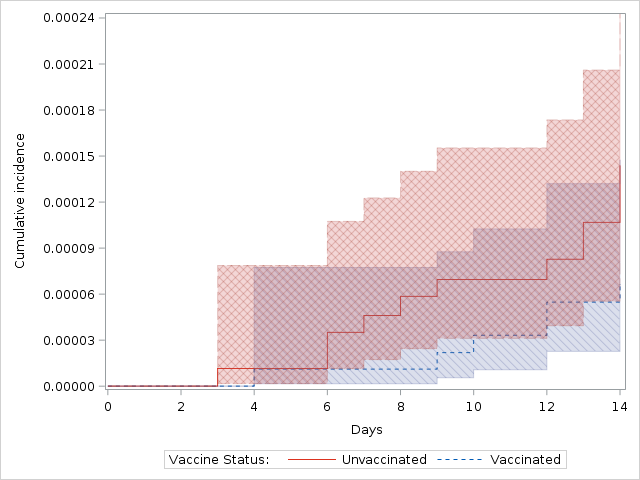 0.00024
0.00021
0.00018
0.00015
0.00012
0.00009
0.00006
0.00003
0.00000
Cumulative incidence
0 2 4 6 8 10 12 14
Days
Vaccine Status: Unvaccinated Vaccinated